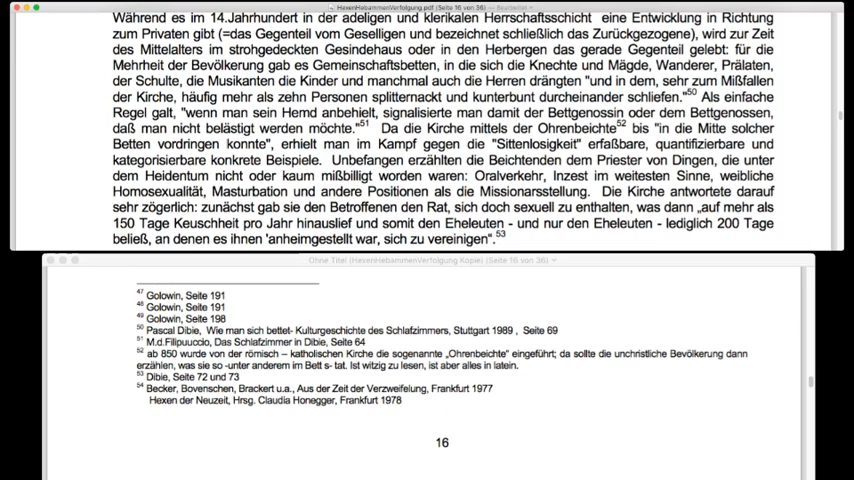 HexenHebammenVerfolgung.pdf (Seite 16 von 36) — Bearbeitet
Während es im 14.Jahrhundert in der adeligen und klerikalen Herrschaftsschicht eine Entwicklung in Richtung
zum Privaten gibt (=das Gegenteil vom Geselligen und bezeichnet schließlich das Zurückgezogene), wird zur Zeit
des Mittelalters im strohgedeckten Gesindehaus oder in den Herbergen das gerade Gegenteil gelebt: für die
Mehrheit der Bevölkerung gab es Gemeinschaftsbetten, in die sich die Knechte und Mägde, Wanderer, Prälaten,
der Schulte, die Musikanten die Kinder und manchmal auch die Herren drängten "und in dem, sehr zum Mißfallen
der Kirche, häufig mehr als zehn Personen splitternackt und kunterbunt durcheinander schliefen."50 Als einfache
Regel galt, "wenn man sein Hemd anbehielt, signalisierte man damit der Bettgenossin oder dem Bettgenossen,
daß man nicht belästigt werden möchte."51 Da die Kirche mittels der Ohrenbeichte52 bis "in die Mitte solcher
Betten vordringen konnte", erhielt man im Kampf gegen die "Sittenlosigkeit" erfaßbare, quantifizierbare und
kategorisierbare konkrete Beispiele. Unbefangen erzählten die Beichtenden dem Priester von Dingen, die unter
dem Heidentum nicht oder kaum mißbilligt worden waren: Oralverkehr, Inzest im weitesten Sinne, weibliche
Homosexualität, Masturbation und andere Positionen als die Missionarsstellung. Die Kirche antwortete darauf
sehr zögerlich: zunächst gab sie den Betroffenen den Rat, sich doch sexuell zu enthalten, was dann „auf mehr als
150 Tage Keuschheit pro Jahr hinauslief und somit den Eheleuten - und nur den Eheleuten - lediglich 200 Tage
beließ, an denen es ihnen 'anheimgestellt war, sich zu vereinigen".53
Ohne Titel (HexenHebammenVerfolgung Kopie) (Seite 16 von 36)
47 Golowin, Seite 191
48 Golowin, Seite 191
49 Golowin, Seite 198
50 Pascal Dibie, Wie man sich bettet- Kulturgeschichte des Schlafzimmers, Stuttgart 1989 , Seite 69
51 M.d.Filipuuccio, Das Schlafzimmer in Dibie, Seite 64
52 ab 850 wurde von der römisch – katholischen Kirche die sogenannte „Ohrenbeichte" eingeführt; da sollte die unchristliche Bevölkerung dann
erzählen, was sie so -unter anderem im Bett s- tat. Ist witzig zu lesen, ist aber alles in latein.
53 Dibie, Seite 72 und 73
54 Becker, Bovenschen, Brackert u.a., Aus der Zeit der Verzweifelung, Frankfurt 1977
Hexen der Neuzeit, Hrsg. Claudia Honegger, Frankfurt 1978
16